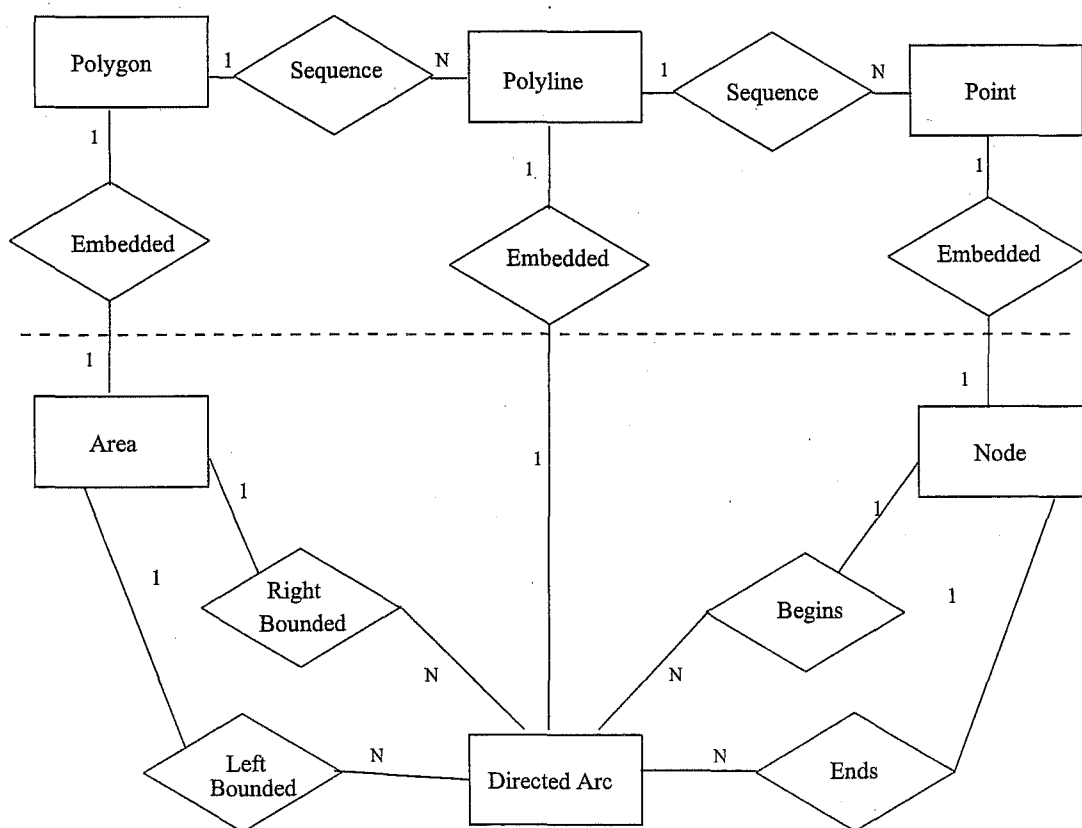 Polygon
1
Sequence
N
Polyline
1
Sequence
N
Point
1
1
1
Embedded
Embedded
Embedded
1
1
Area
1
Node
1
1
1
1
Right
Bounded
Begins
N
N
Left
Bounded
N
Directed Arc
N
Ends